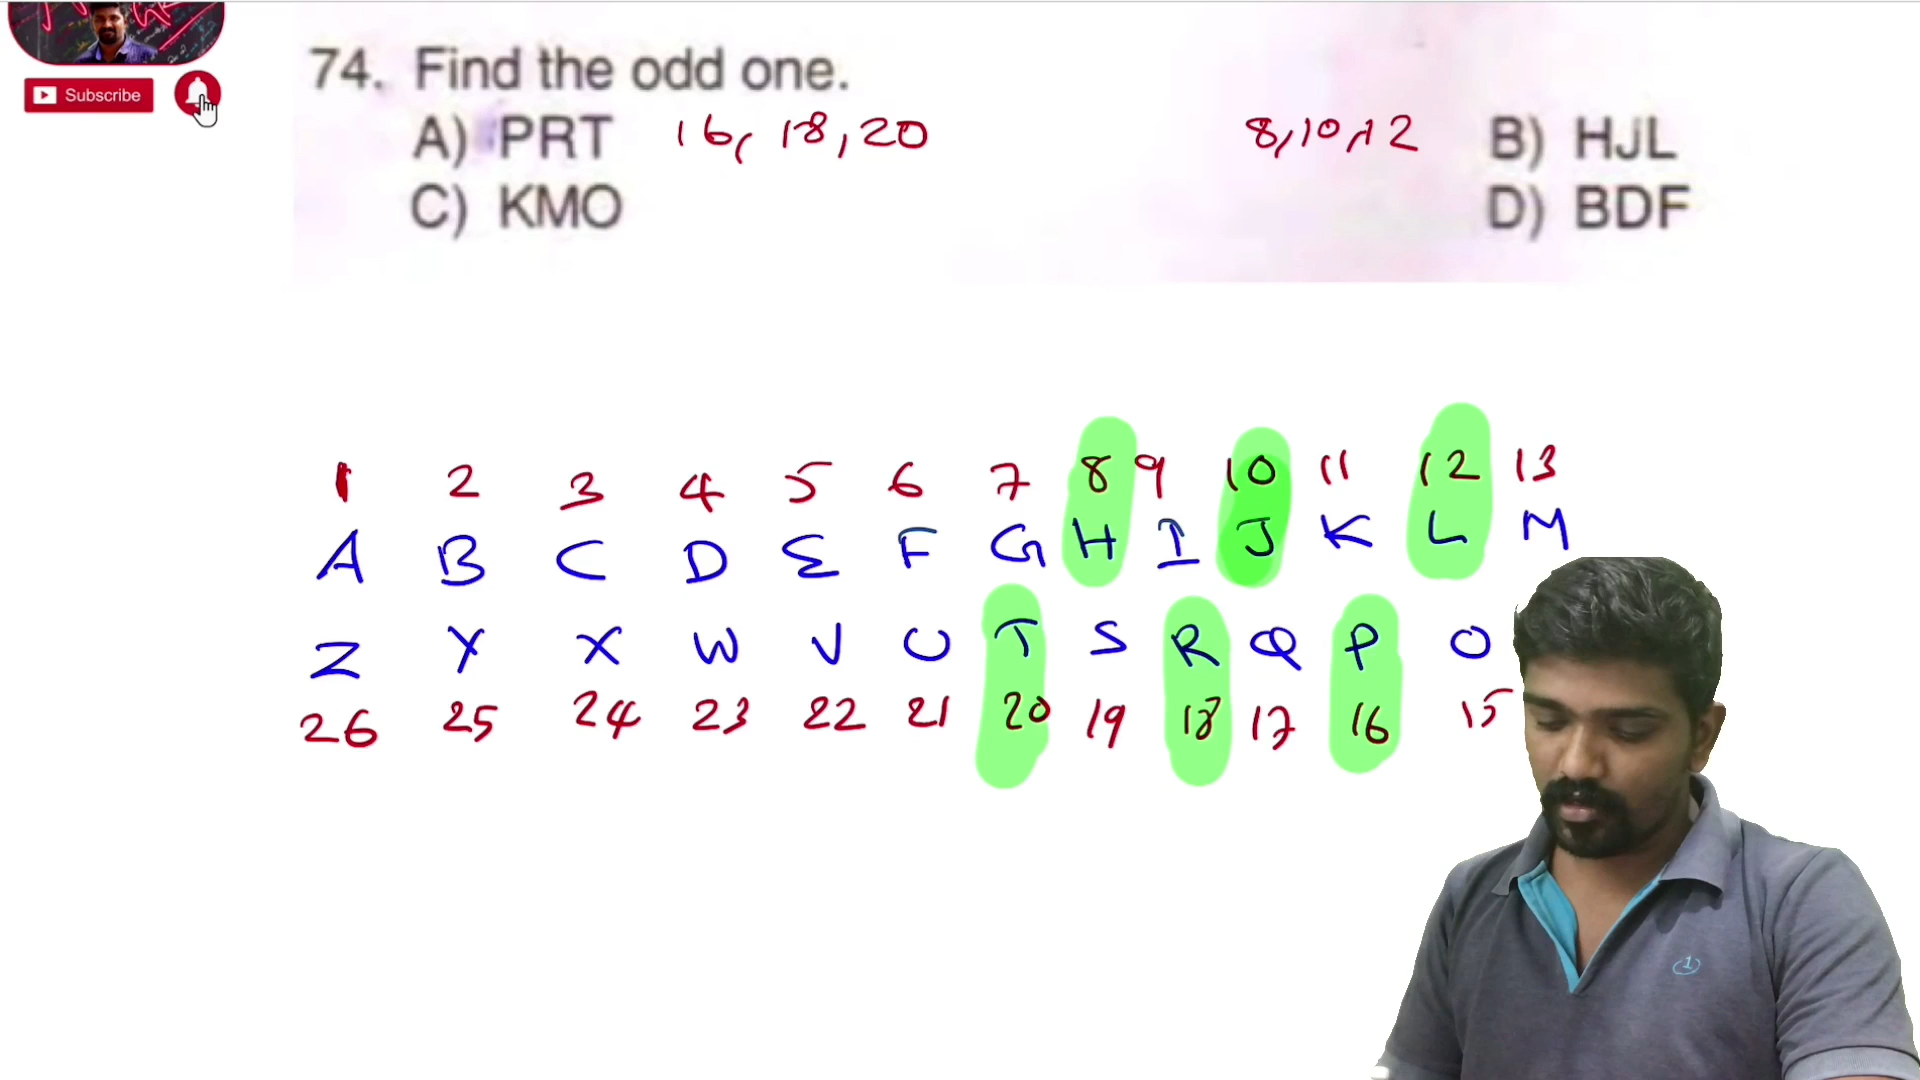 Subscribe
74. Find the odd one.
A) PRT 16, 18, 20 8,10,12 B) HJL
C) KMO D) BDF
1 2 3 4 5 6 7 8 9 10 11 12 13
A B C D E F G H I J K L M
Z Y X W V U T S R Q P O
26 25 24 23 22 21 20 19 18 17 16 15
1